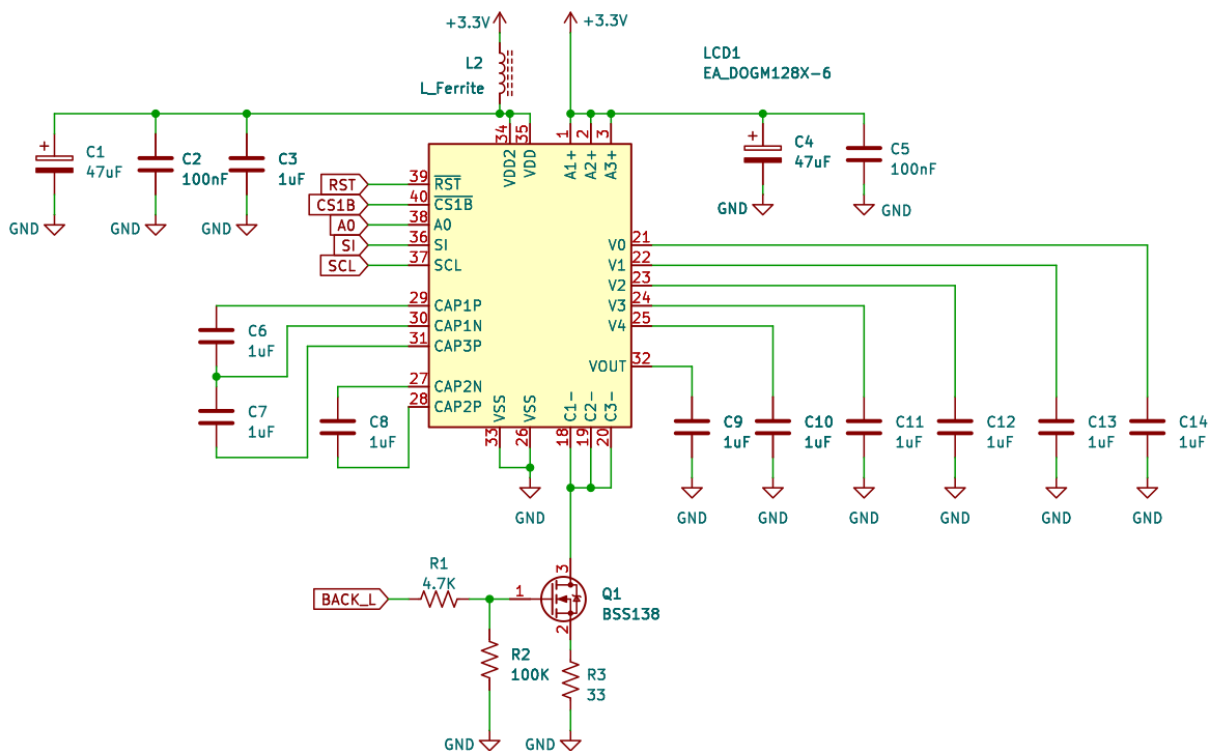 +3.3V
+3.3V
L2
L_Ferrite
LCD1
EA_DOGM128X-6
C1
47uF
C2
100nF
C3
1uF
GND
GND
GND
34
35
VDD2
VDD
1
2
3
A1+
A2+
A3+
C4
47uF
C5
100nF
GND
GND
RST
39
RST
CS1B
40
CS1B
A0
38
A0
SI
36
SI
SCL
37
SCL
29
CAP1P
30
CAP1N
31
CAP3P
27
CAP2N
28
CAP2P
V0
21
V1
22
V2
23
V3
24
V4
25
VOUT
32
C6
1uF
C7
1uF
C8
1uF
VSS
VSS
C1-
C2-
C3-
33
26
18
19
20
GND
C9
1uF
C10
1uF
C11
1uF
C12
1uF
C13
1uF
C14
1uF
GND
GND
GND
GND
GND
GND
BACK_L
R1
4.7K
1
3
2
Q1
BSS138
R2
100K
R3
33
GND
GND